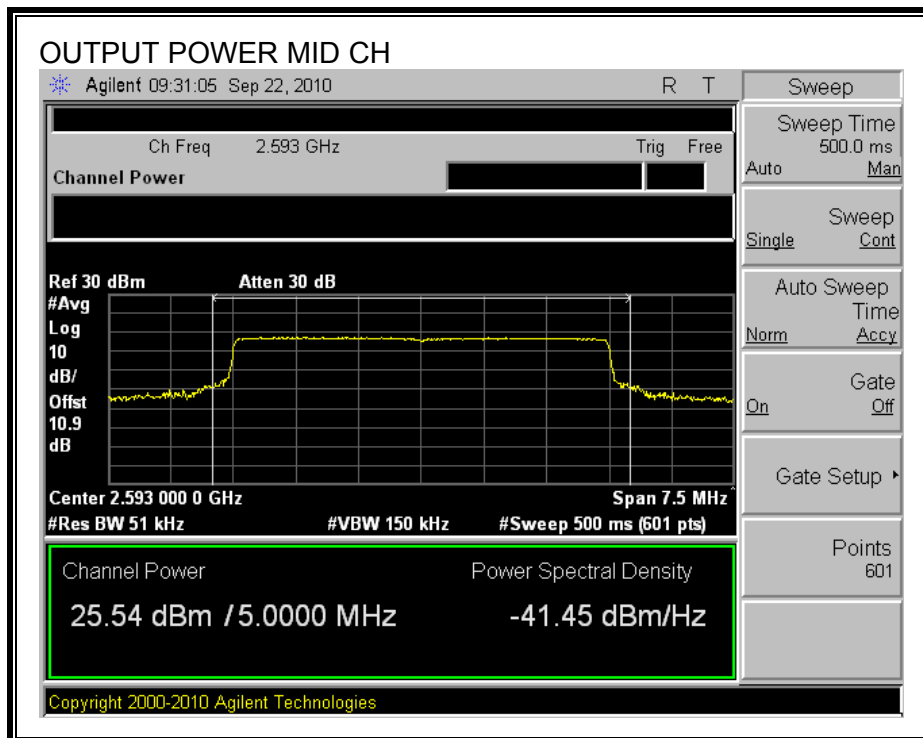 OUTPUT POWER MID CH
Agilent 09:31:05 Sep 22, 2010 R T
Sweep
Ch Freq 2.593 GHz Trig Free
Channel Power
Sweep Time
500.0 ms
Auto Man
Sweep
Single Cont
Auto Sweep
Time
Norm Accy
Gate
On Off
Gate Setup
Points
601
Ref 30 dBm Atten 30 dB
#Avg
Log
10
dB/
Offst
10.9
dB
Center 2.593 000 0 GHz Span 7.5 MHz
#Res BW 51 kHz #VBW 150 kHz #Sweep 500 ms (601 pts)
Channel Power Power Spectral Density
25.54 dBm / 5.0000 MHz -41.45 dBm/Hz
Copyright 2000-2010 Agilent Technologies